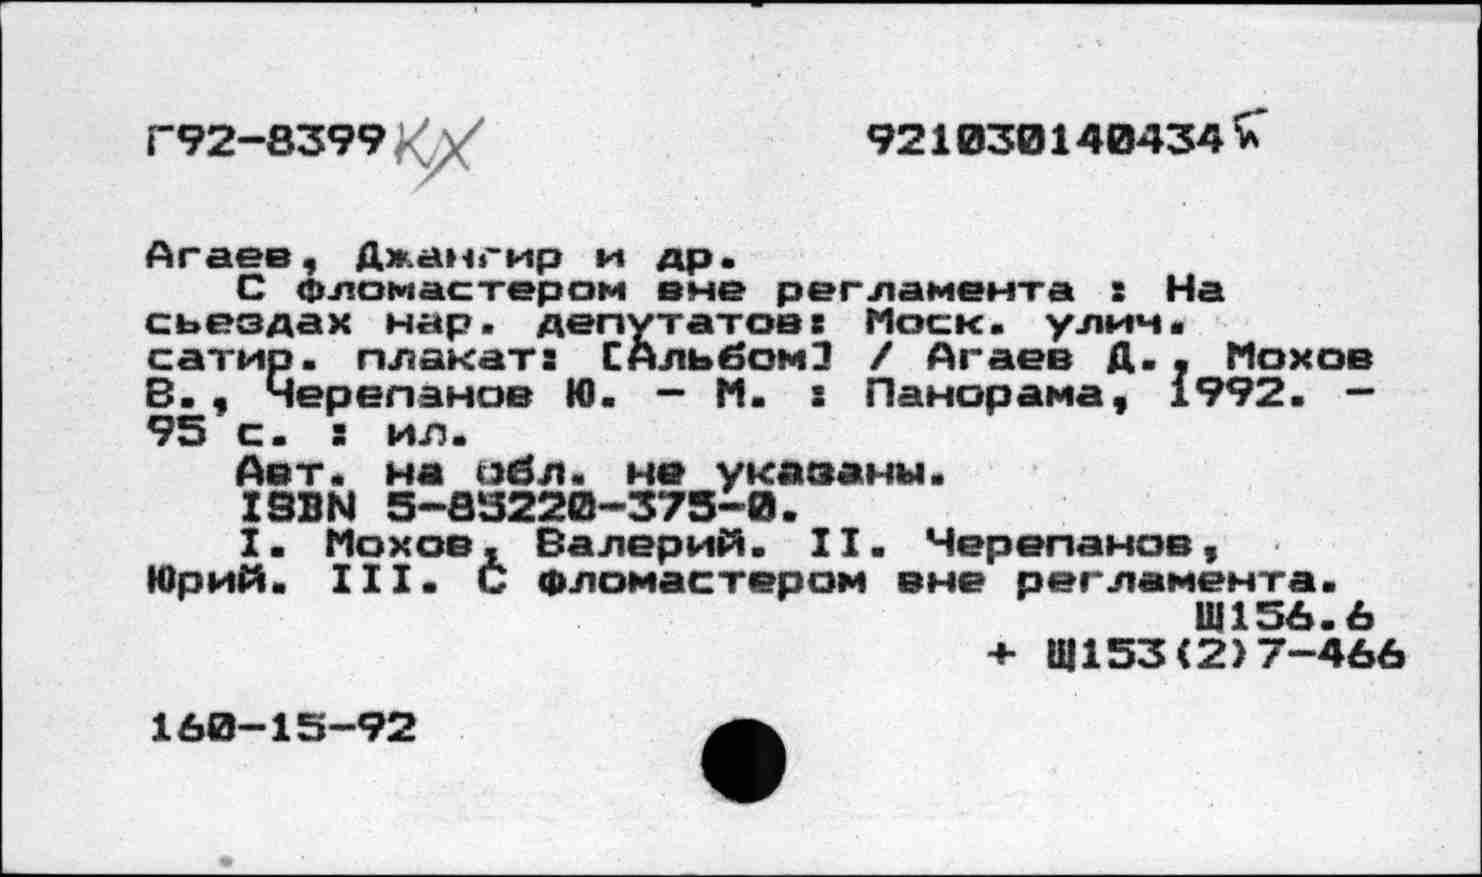 Г92-8399 КХ 921030140434
Агаев, Джангир и др.
С фломастером вне регламента : На
сьездах нар. депутатов: Моск. улич.
сатир. плакат: [Альбом] / Агаев Д., Мохов
В., Черепанов Ю. - М. : Панорама, 1992. -
95 с. : ил.
Авт. на обл. не указаны.
ISBN 5-85220-375-0.
I. Мохов, Валерий. II. Черепанов,
Юрий. III. С фломастером вне регламента.
Щ156.6
+ Щ153(2)7-466
160-15-92